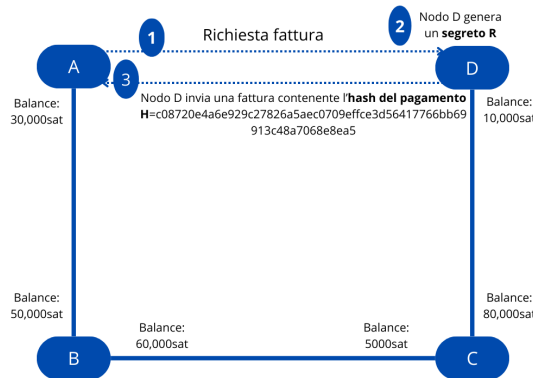 1
Richiesta fattura
2
Nodo D genera
un segreto R
A
3
D
Nodo D invia una fattura contenente l'hash del pagamento
H=c08720e4a6e929c27826a5aec0709effce3d56417766bb69
913c48a7068e8ea5
Balance:
30,000sat
Balance:
10,000sat
Balance:
50,000sat
Balance:
80,000sat
Balance:
60,000sat
Balance:
5000sat
B
C